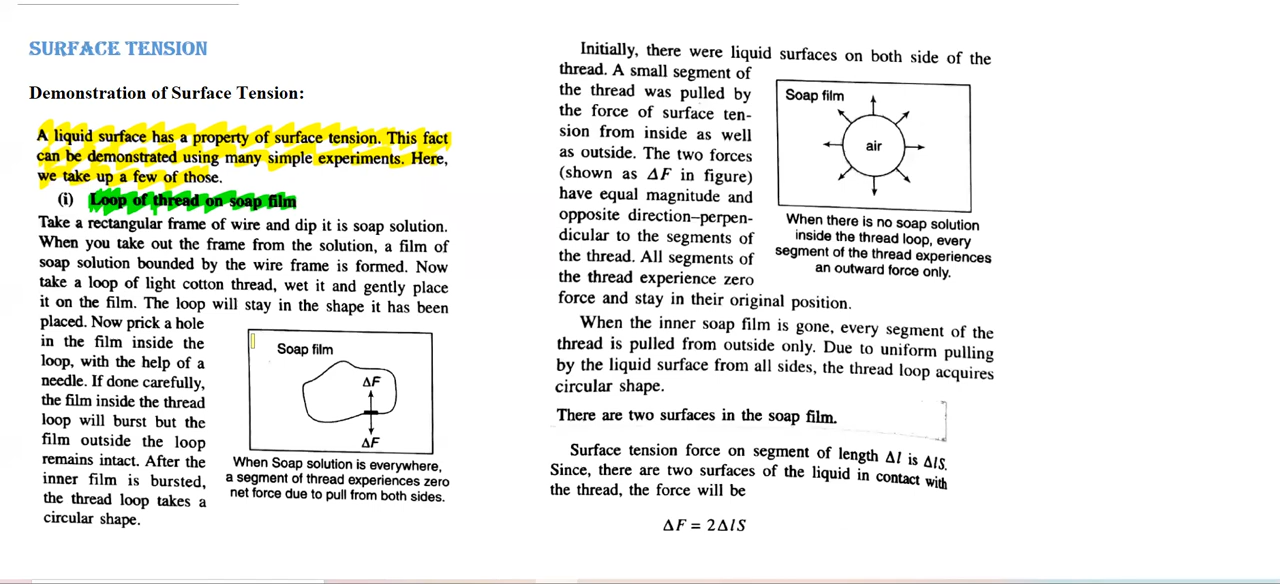 SURFACE TENSION
Demonstration of Surface Tension:
A liquid surface has a property of surface tension. This fact
can be demonstrated using many simple experiments. Here,
we take up a few of those.
(i) Loop of thread on soap film
Take a rectangular frame of wire and dip it is soap solution.
When you take out the frame from the solution, a film of
soap solution bounded by the wire frame is formed. Now
take a loop of light cotton thread, wet it and gently place
it on the film. The loop will stay in the shape it has been
placed. Now prick a hole
in the film inside the
loop, with the help of a
needle. If done carefully,
the film inside the thread
loop will burst but the
film outside the loop
remains intact. After the
inner film is bursted,
the thread loop takes a
circular shape.
Soap film
ΔF
ΔF
When Soap solution is everywhere,
a segment of thread experiences zero
net force due to pull from both sides.
Initially, there were liquid surfaces on both side of the
thread. A small segment of
the thread was pulled by
the force of surface ten-
sion from inside as well
as outside. The two forces
(shown as ΔF in figure)
have equal magnitude and
opposite direction–perpen-
dicular to the segments of
the thread. All segments of
the thread experience zero
force and stay in their original position.
Soap film
air
When there is no soap solution
inside the thread loop, every
segment of the thread experiences
an outward force only.
When the inner soap film is gone, every segment of the
thread is pulled from outside only. Due to uniform pulling
by the liquid surface from all sides, the thread loop acquires
circular shape.
There are two surfaces in the soap film.
Surface tension force on segment of length Δl is ΔlS.
Since, there are two surfaces of the liquid in contact with
the thread, the force will be
ΔF = 2ΔlS